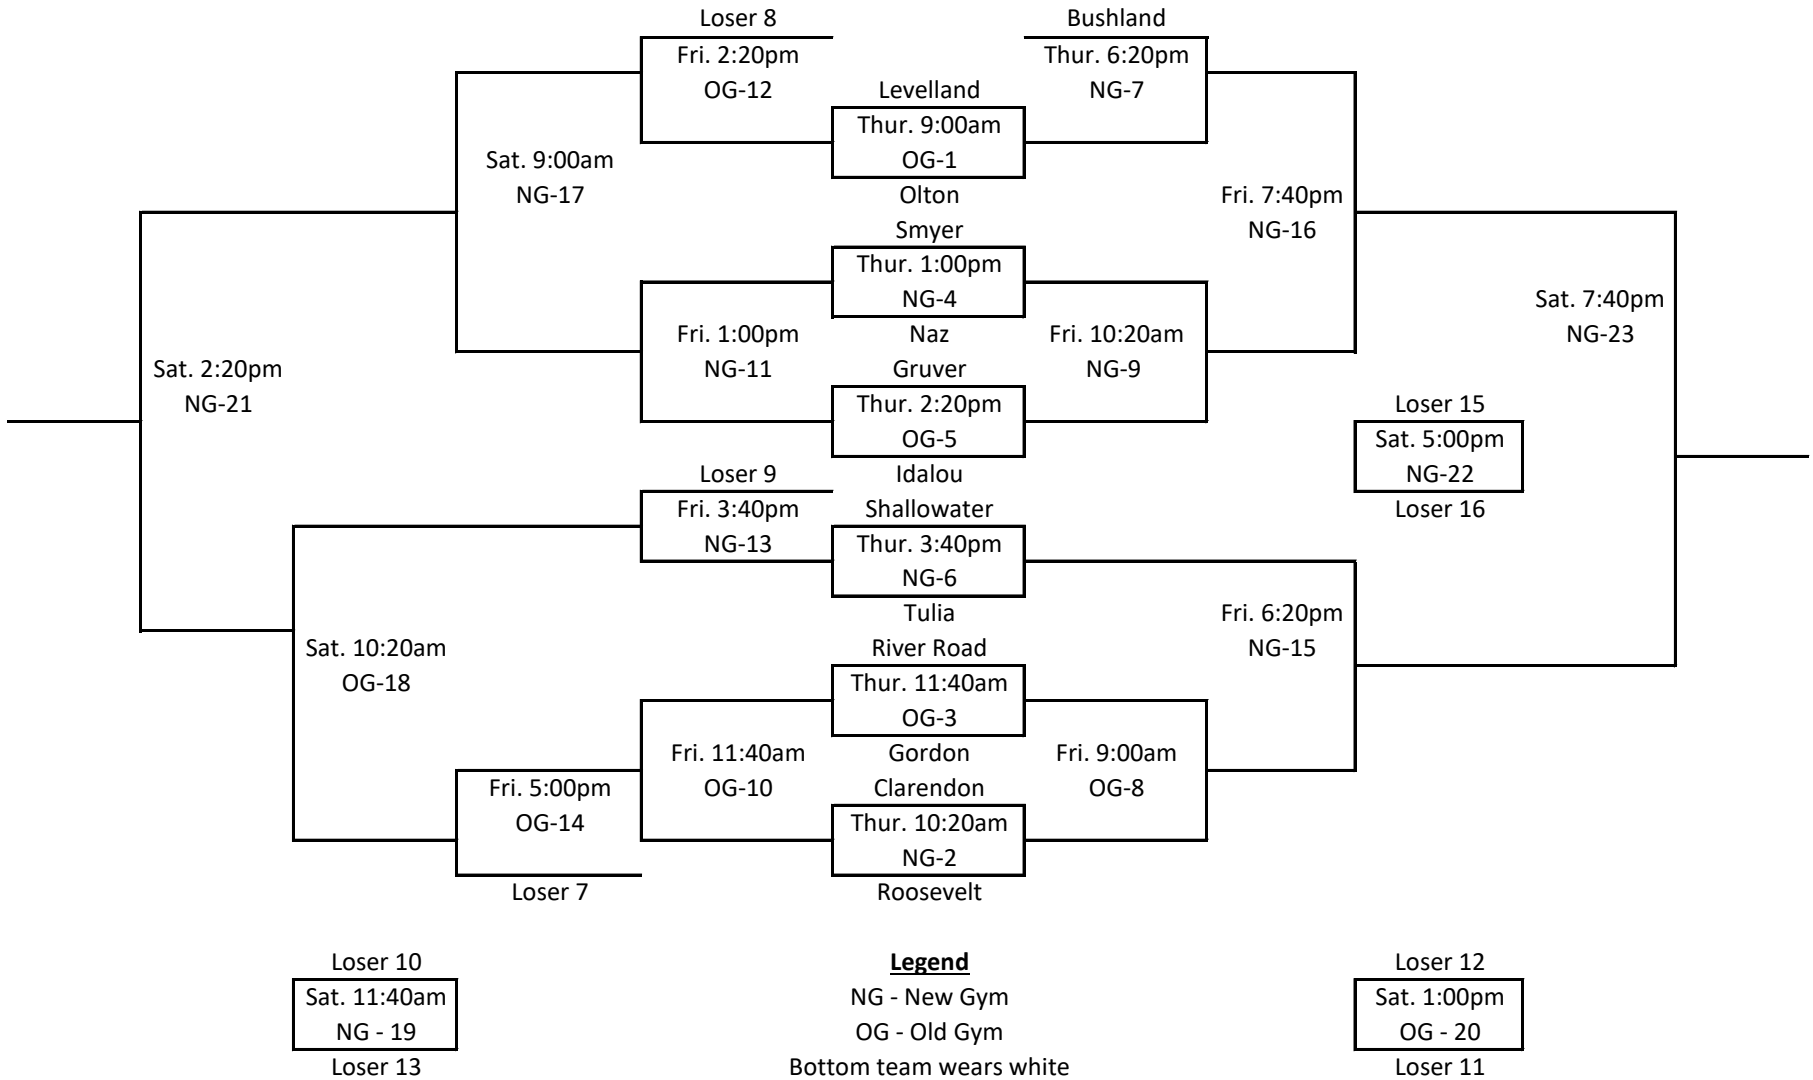 Loser 8
Bushland
Fri. 2:20pm
Thur. 6:20pm
OG-12
Levelland
NG-7
Thur. 9:00am
Sat. 9:00am
OG-1
NG-17
Olton
Fri. 7:40pm
Smyer
NG-16
Thur. 1:00pm
NG-4
Sat. 7:40pm
Fri. 1:00pm
Naz
Fri. 10:20am
NG-23
Sat. 2:20pm
NG-11
Gruver
NG-9
NG-21
Thur. 2:20pm
Loser 15
OG-5
Sat. 5:00pm
Loser 9
Idalou
NG-22
Fri. 3:40pm
Shallowater
Loser 16
NG-13
Thur. 3:40pm
NG-6
Tulia
Fri. 6:20pm
Sat. 10:20am
River Road
NG-15
OG-18
Thur. 11:40am
OG-3
Fri. 11:40am
Gordon
Fri. 9:00am
Fri. 5:00pm
OG-10
Clarendon
OG-8
OG-14
Thur. 10:20am
NG-2
Loser 7
Roosevelt
Loser 10
Legend
Loser 12
Sat. 11:40am
NG - New Gym
Sat. 1:00pm
NG - 19
OG - Old Gym
OG - 20
Loser 13
Bottom team wears white
Loser 11